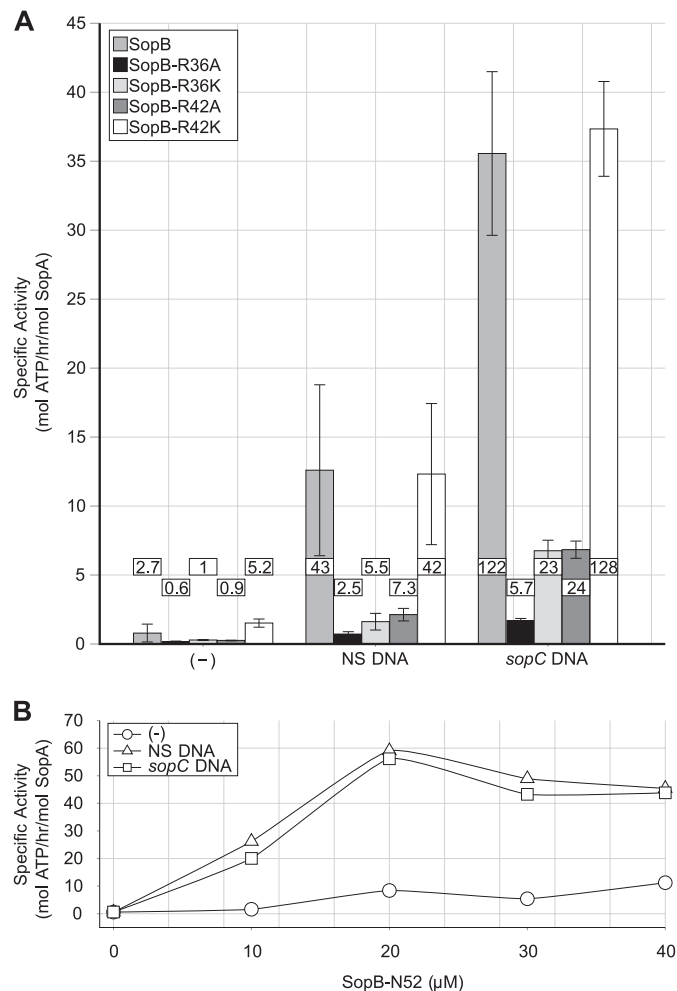 A
45
40
35
30
25
20
15
10
5
0
Specific Activity
(mol ATP/hr/mol SopA)
SopB
SopB-R36A
SopB-R36K
SopB-R42A
SopB-R42K
2.7 1 5.2 43 5.5 42 122 23 128
0.6 0.9 2.5 7.3 5.7 24
(−) NS DNA sopC DNA
B
70
60
50
40
30
20
10
0
Specific Activity
(mol ATP/hr/mol SopA)
(-)
NS DNA
sopC DNA
0 10 20 30 40
SopB-N52 (µM)